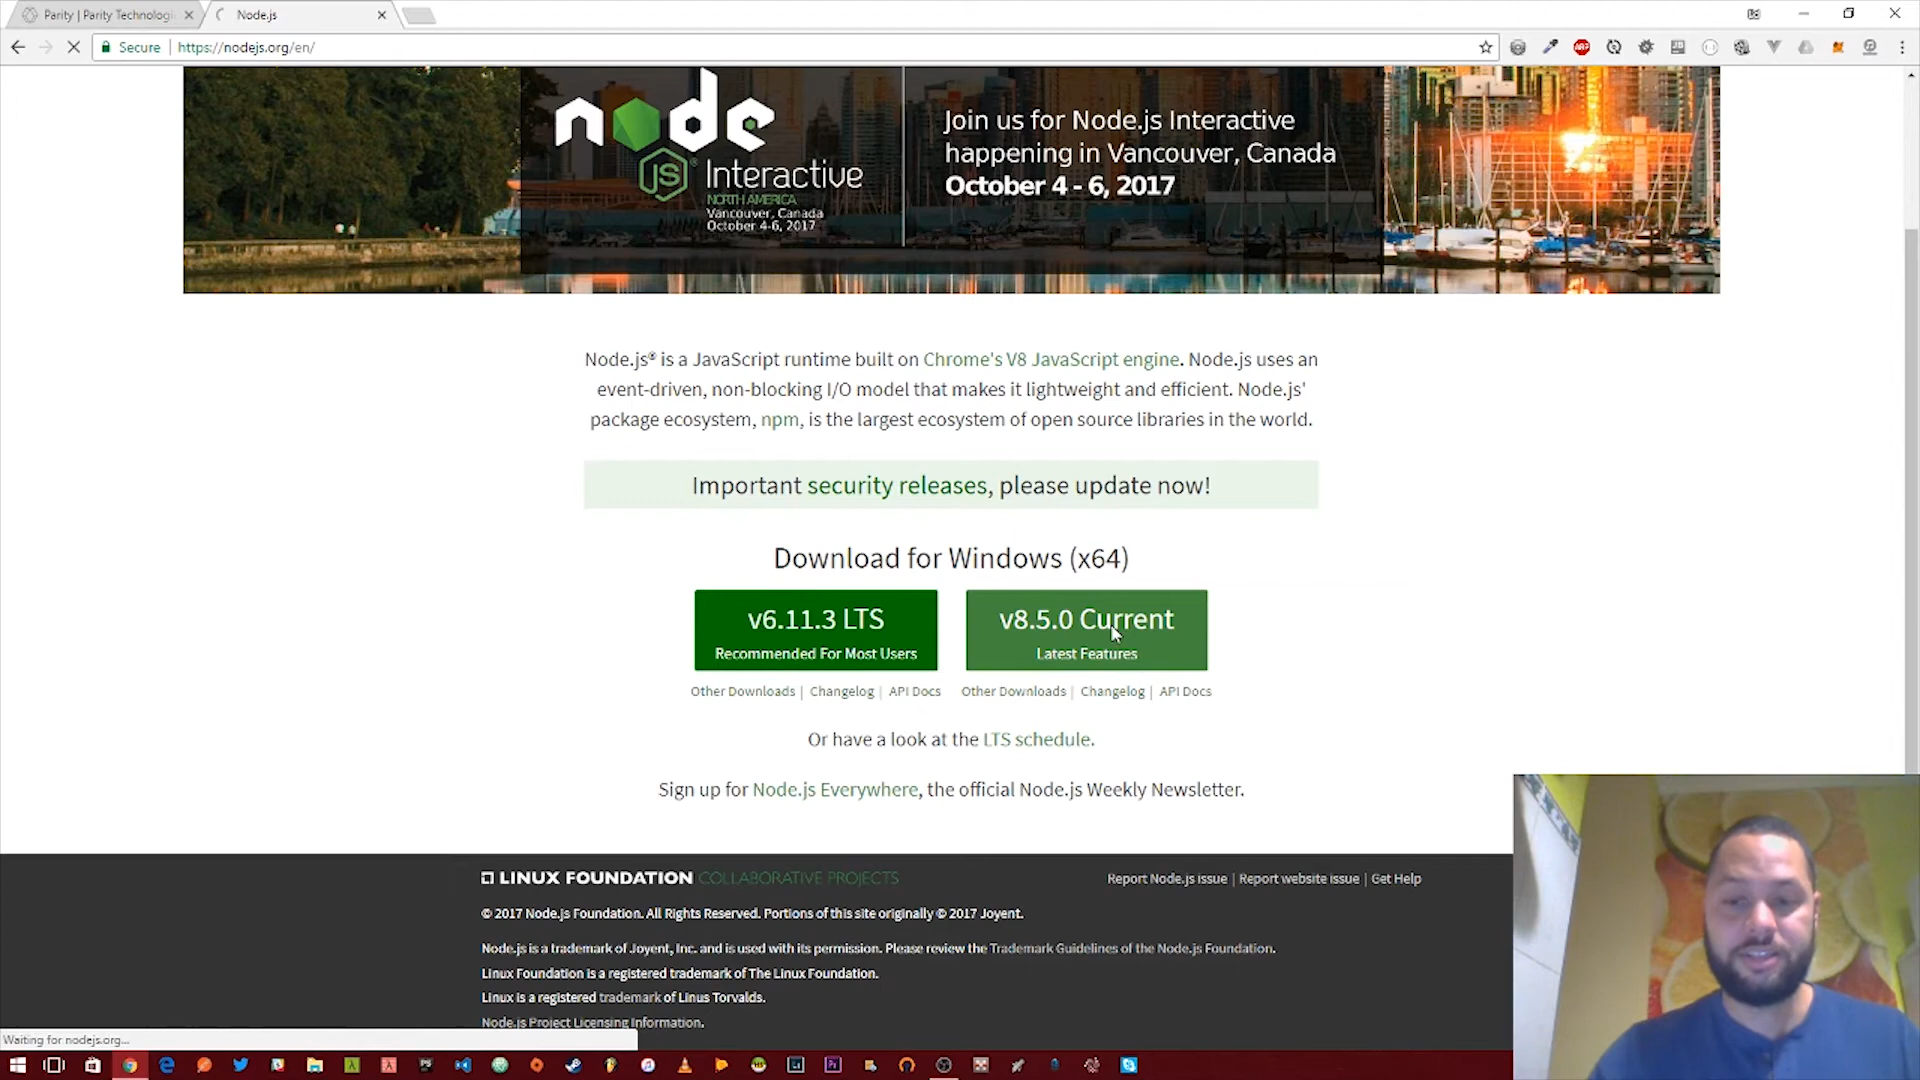 Parity | Parity Technologi
Node.js
Secure
https://nodejs.org/en/
node
JS Interactive
NORTH AMERICA
Vancouver, Canada
October 4-6, 2017
Join us for Node.js Interactive
happening in Vancouver, Canada
October 4 - 6, 2017
Node.js® is a JavaScript runtime built on Chrome's V8 JavaScript engine. Node.js uses an
event-driven, non-blocking I/O model that makes it lightweight and efficient. Node.js'
package ecosystem, npm, is the largest ecosystem of open source libraries in the world.
Important security releases, please update now!
Download for Windows (x64)
v6.11.3 LTS
Recommended For Most Users
v8.5.0 Current
Latest Features
Other Downloads | Changelog | API Docs
Other Downloads | Changelog | API Docs
Or have a look at the LTS schedule.
Sign up for Node.js Everywhere, the official Node.js Weekly Newsletter.
LINUX FOUNDATION COLLABORATIVE PROJECTS
Report Node.js issue | Report website issue | Get Help
© 2017 Node.js Foundation. All Rights Reserved. Portions of this site originally © 2017 Joyent.
Node.js is a trademark of Joyent, Inc. and is used with its permission. Please review the Trademark Guidelines of the Node.js Foundation.
Linux Foundation is a registered trademark of The Linux Foundation.
Linux is a registered trademark of Linus Torvalds.
Node.js Project Licensing Information.
Waiting for nodejs.org...